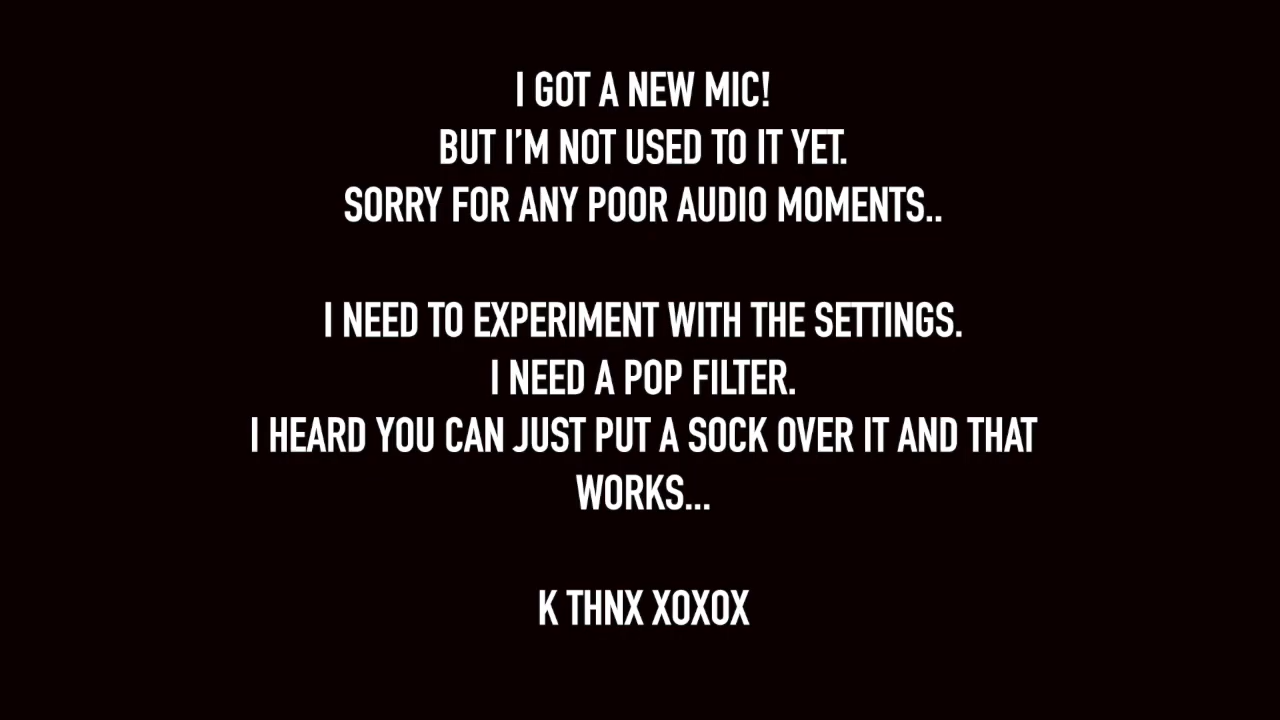 I GOT A NEW MIC!
BUT I’M NOT USED TO IT YET.
SORRY FOR ANY POOR AUDIO MOMENTS..
I NEED TO EXPERIMENT WITH THE SETTINGS.
I NEED A POP FILTER.
I HEARD YOU CAN JUST PUT A SOCK OVER IT AND THAT
WORKS...
K THNX XOXOX